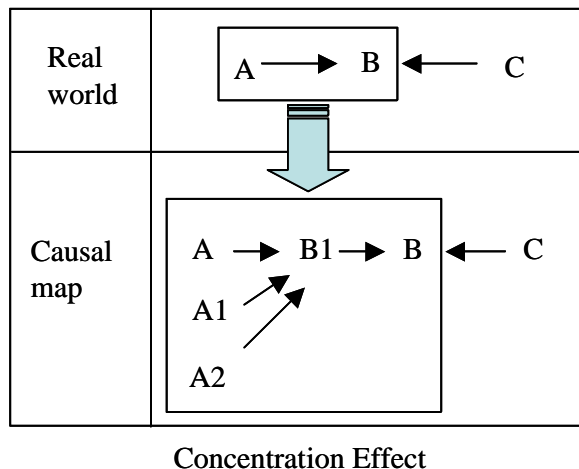 Real
world
A B C
Causal
map
A B1 B C
A1
A2
Concentration Effect